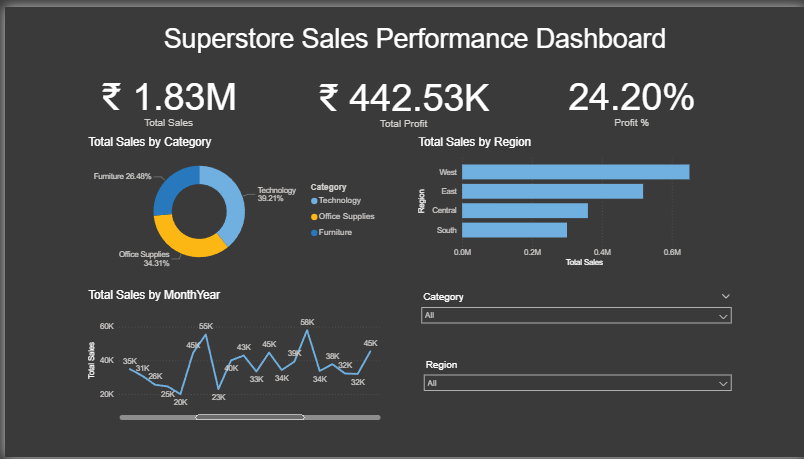 Superstore Sales Performance Dashboard
₹ 1.83M
Total Sales
₹ 442.53K
Total Profit
24.20%
Profit %
Total Sales by Category
Furniture 26.48%
Technology
39.21%
Office Supplies
34.31%
Category
Technology
Office Supplies
Furniture
Total Sales by Region
Region
West
East
Central
South
0.0M 0.2M 0.4M 0.6M
Total Sales
Total Sales by MonthYear
Total Sales
60K
40K
20K
35K 31K 26K 25K 20K 45K 55K 23K 40K 43K 33K 45K 34K 39K 58K 34K 38K 32K 32K 45K
Category
All
Region
All